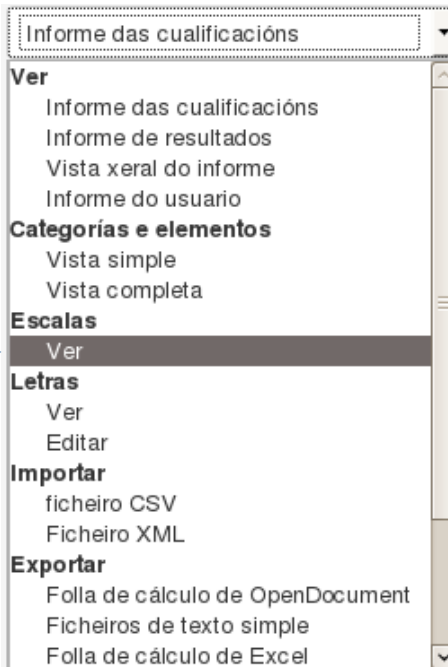 Informe das cualificacións
Ver
Informe das cualificacións
Informe de resultados
Vista xeral do informe
Informe do usuario
Categorías e elementos
Vista simple
Vista completa
Escalas
Ver
Letras
Ver
Editar
Importar
ficheiro CSV
Ficheiro XML
Exportar
Folla de cálculo de OpenDocument
Ficheiros de texto simple
Folla de cálculo de Excel